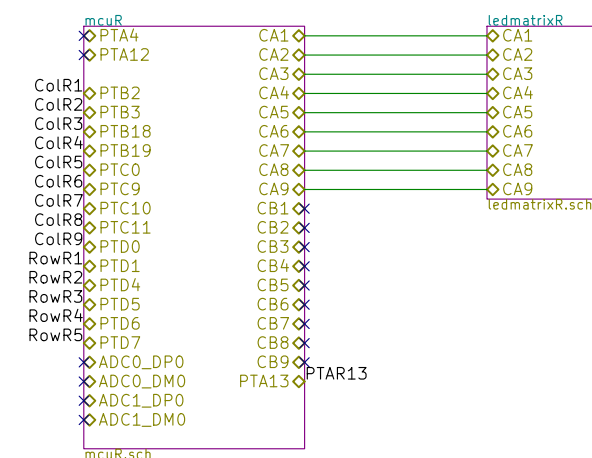 mcuR
ledmatrixR
PTA4 CA1 CA1
PTA12 CA2 CA2
CA3 CA3
ColR1 PTB2 CA4 CA4
ColR2 PTB3 CA5 CA5
ColR3 PTB18 CA6 CA6
ColR4 PTB19 CA7 CA7
ColR5 PTC0 CA8 CA8
ColR6 PTC9 CA9 CA9
ColR7 PTC10 CB1 ledmatrixR.sch
ColR8 PTC11 CB2
ColR9 PTD0 CB3
RowR1 PTD1 CB4
RowR2 PTD4 CB5
RowR3 PTD5 CB6
RowR4 PTD6 CB7
RowR5 PTD7 CB8
ADC0_DP0 CB9
ADC0_DM0 PTA13 PTAR13
ADC1_DP0
ADC1_DM0
mcuR.sch